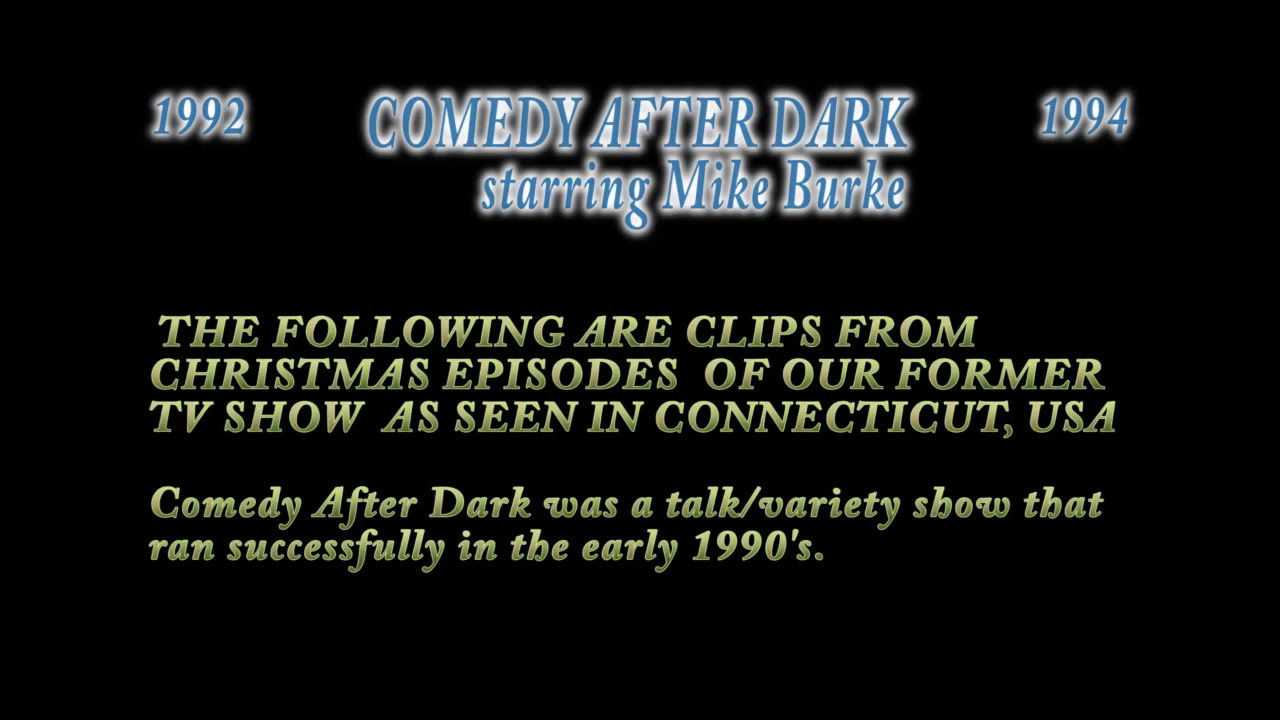 1992 COMEDY AFTER DARK 1994
starring Mike Burke
THE FOLLOWING ARE CLIPS FROM
CHRISTMAS EPISODES OF OUR FORMER
TV SHOW AS SEEN IN CONNECTICUT, USA
Comedy After Dark was a talk/variety show that
ran successfully in the early 1990's.